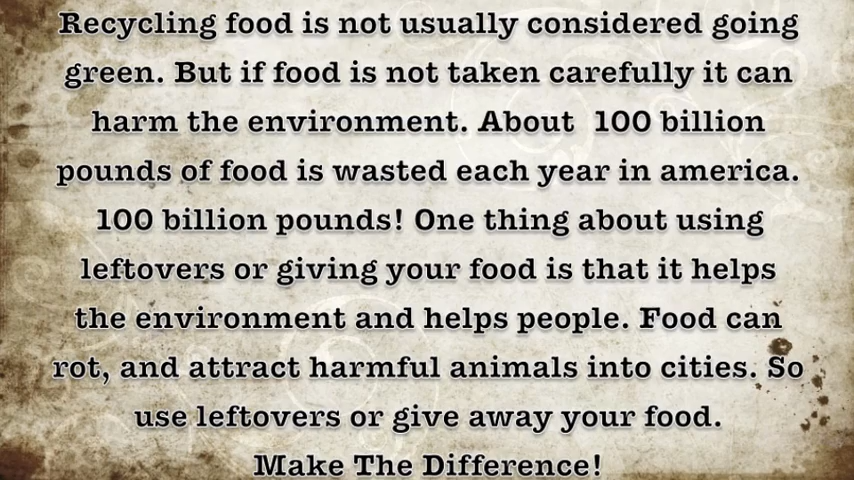 Recycling food is not usually considered going
green. But if food is not taken carefully it can
harm the environment. About  100 billion
pounds of food is wasted each year in america.
100 billion pounds! One thing about using
leftovers or giving your food is that it helps
the environment and helps people. Food can
rot, and attract harmful animals into cities. So
use leftovers or give away your food.
Make The Difference!